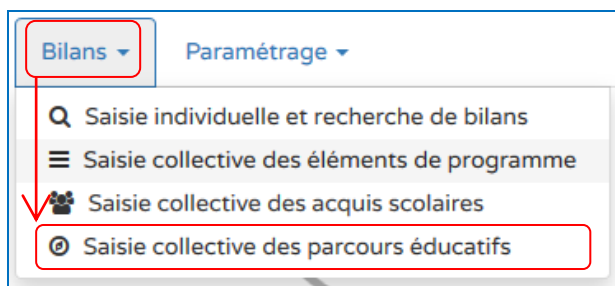 Bilans Paramétrage
Saisie individuelle et recherche de bilans
Saisie collective des éléments de programme
Saisie collective des acquis scolaires
Saisie collective des parcours éducatifs